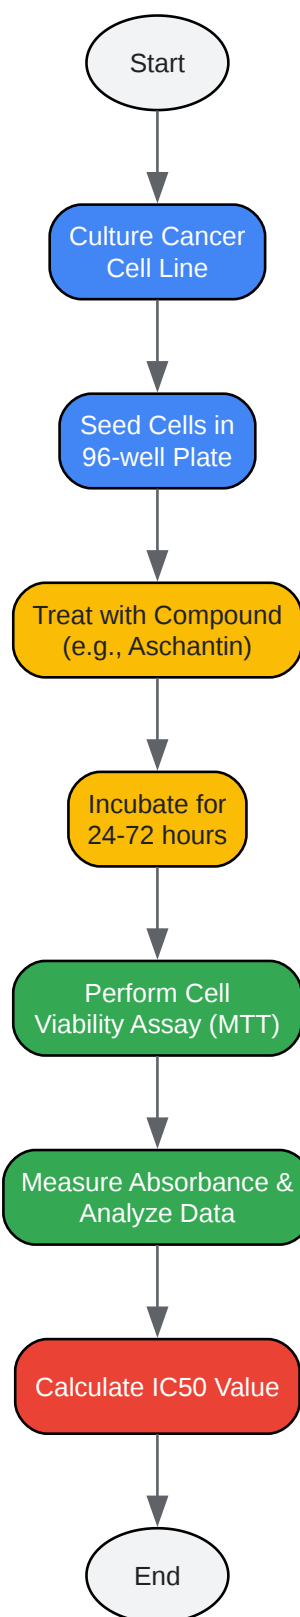 Start
Culture Cancer
Cell Line
Seed Cells in
96-well Plate
Treat with Compound
(e.g., Aschantin)
Incubate for
24-72 hours
Perform Cell
Viability Assay (MTT)
Measure Absorbance &
Analyze Data
Calculate IC50 Value
End